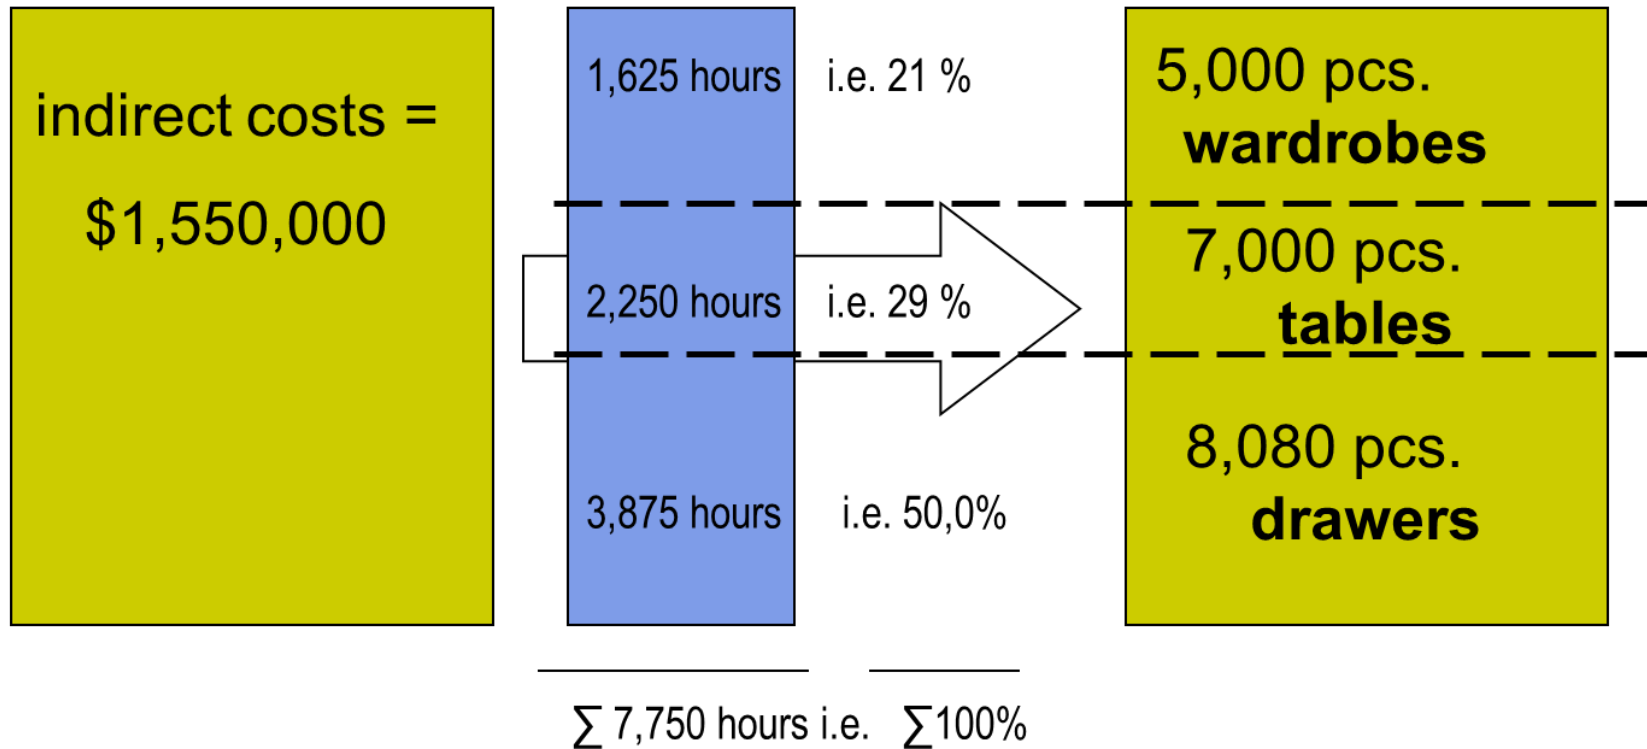 indirect costs =
$1,550,000
1,625 hours i.e. 21 %
2,250 hours i.e. 29 %
3,875 hours i.e. 50,0%
∑ 7,750 hours i.e. ∑100%
5,000 pcs.
wardrobes
7,000 pcs.
tables
8,080 pcs.
drawers